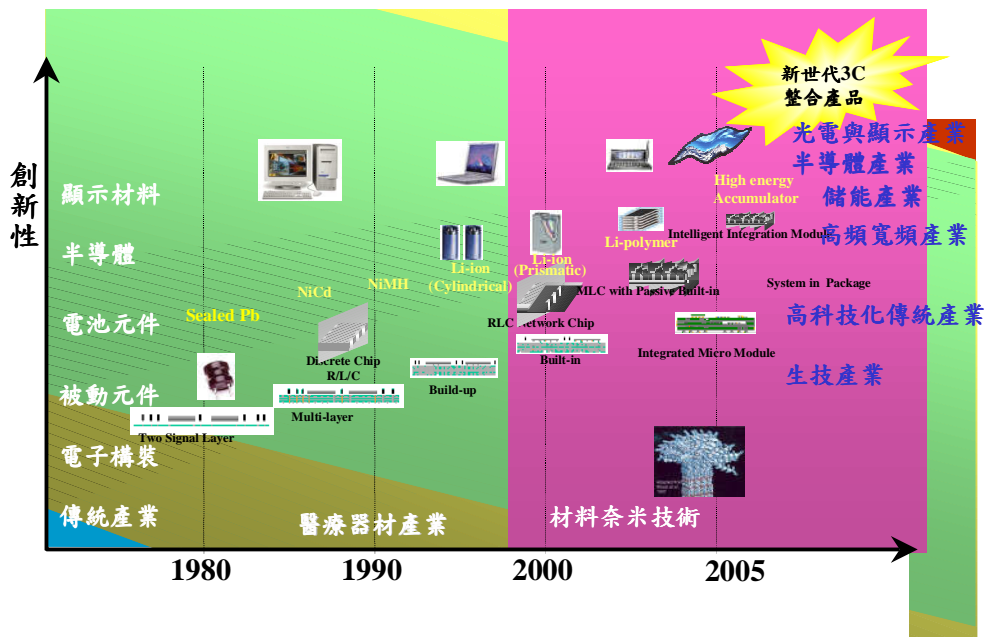 新世代3C
整合產品
創新性
光電與顯示產業
半導體產業
High energy
Accumulator
儲能產業
顯示材料
Intelligent Integration Module
高頻寬頻產業
Li-polymer
半導體
Li-ion
(Prismatic)
Li-ion
(Cylindrical)
NiMH
NiCd
MLC with Passive Built-in
System in Package
Sealed Pb
電池元件
RLC Network Chip
高科技化傳統產業
Discrete Chip
R/L/C
Built-in
Integrated Micro Module
生技產業
被動元件
Build-up
Multi-layer
Two Signal Layer
電子構裝
傳統產業
醫療器材產業
材料奈米技術
1980
1990
2000
2005